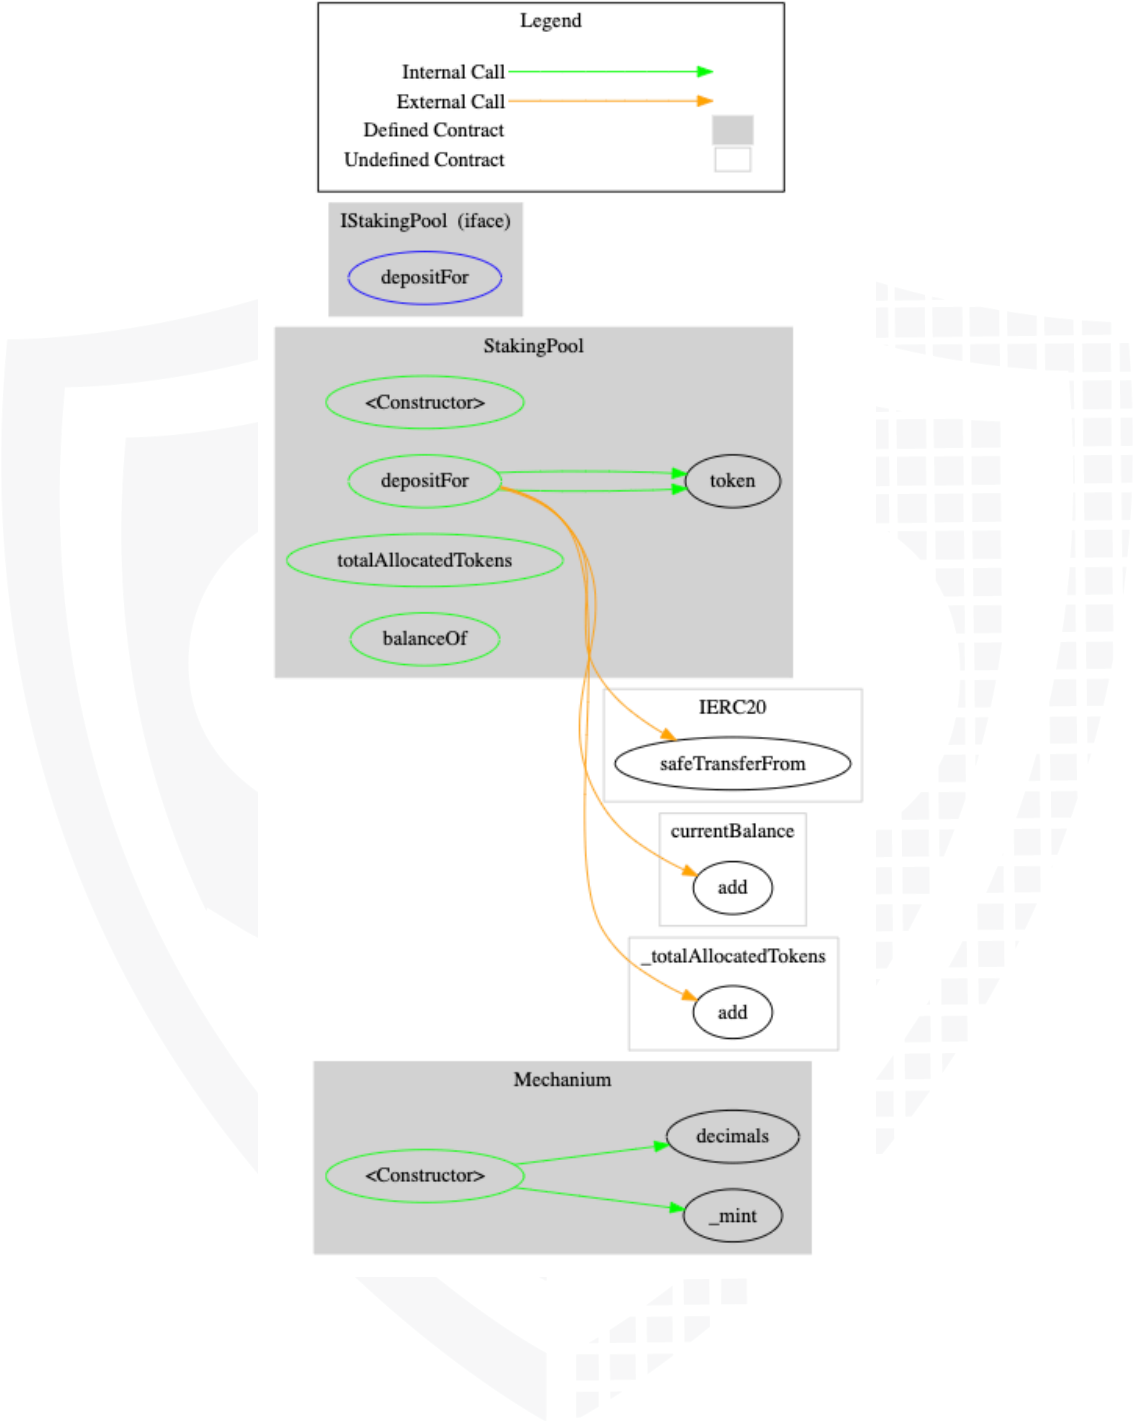 Legend
Internal Call
External Call
Defined Contract
Undefined Contract
IStakingPool (iface)
depositFor
StakingPool
<Constructor>
depositFor
token
totalAllocatedTokens
balanceOf
IERC20
safeTransferFrom
currentBalance
add
_totalAllocatedTokens
add
Mechanium
decimals
<Constructor>
_mint